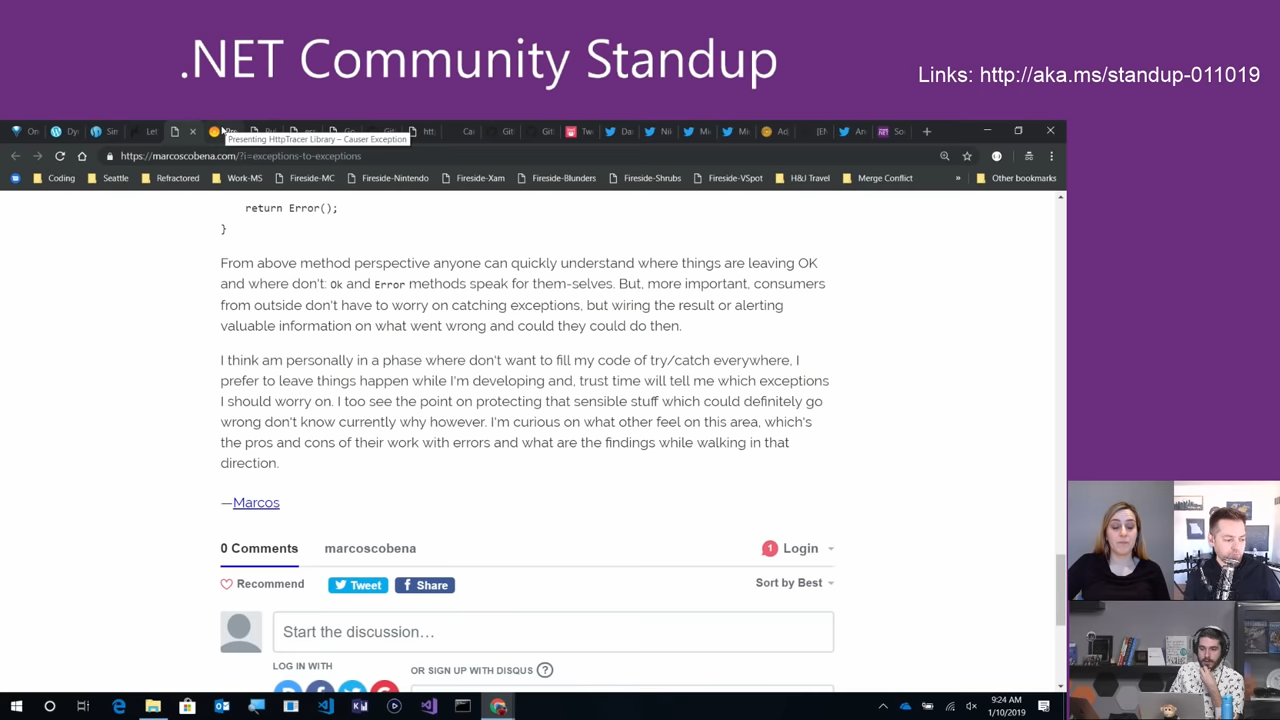 .NET Community Standup
Links: http://aka.ms/standup-011019
Sin
Let
Git
Presenting HttpTracer Library – Causer Exception
https://marcoscobena.com/?i=exceptions-to-exceptions
Coding
Seattle
Refractored
Work-MS
Fireside-MC
Fireside-Nintendo
Fireside-Xam
Fireside-Blunders
Fireside-Shrubs
Fireside-VSpot
H&J Travel
Merge Conflict
»
Other bookmarks
return Error();
}
From above method perspective anyone can quickly understand where things are leaving OK
and where don't: Ok and Error methods speak for them-selves. But, more important, consumers
from outside don't have to worry on catching exceptions, but wiring the result or alerting
valuable information on what went wrong and could they could do then.
I think am personally in a phase where don't want to fill my code of try/catch everywhere, I
prefer to leave things happen while I'm developing and, trust time will tell me which exceptions
I should worry on. I too see the point on protecting that sensible stuff which could definitely go
wrong don't know currently why however. I'm curious on what other feel on this area, which's
the pros and cons of their work with errors and what are the findings while walking in that
direction.
—Marcos
0 Comments
marcoscobena
1
Login
Recommend
Tweet
Share
Sort by Best
Start the discussion…
LOG IN WITH
OR SIGN UP WITH DISQUS ?
9:24 AM
1/10/2019